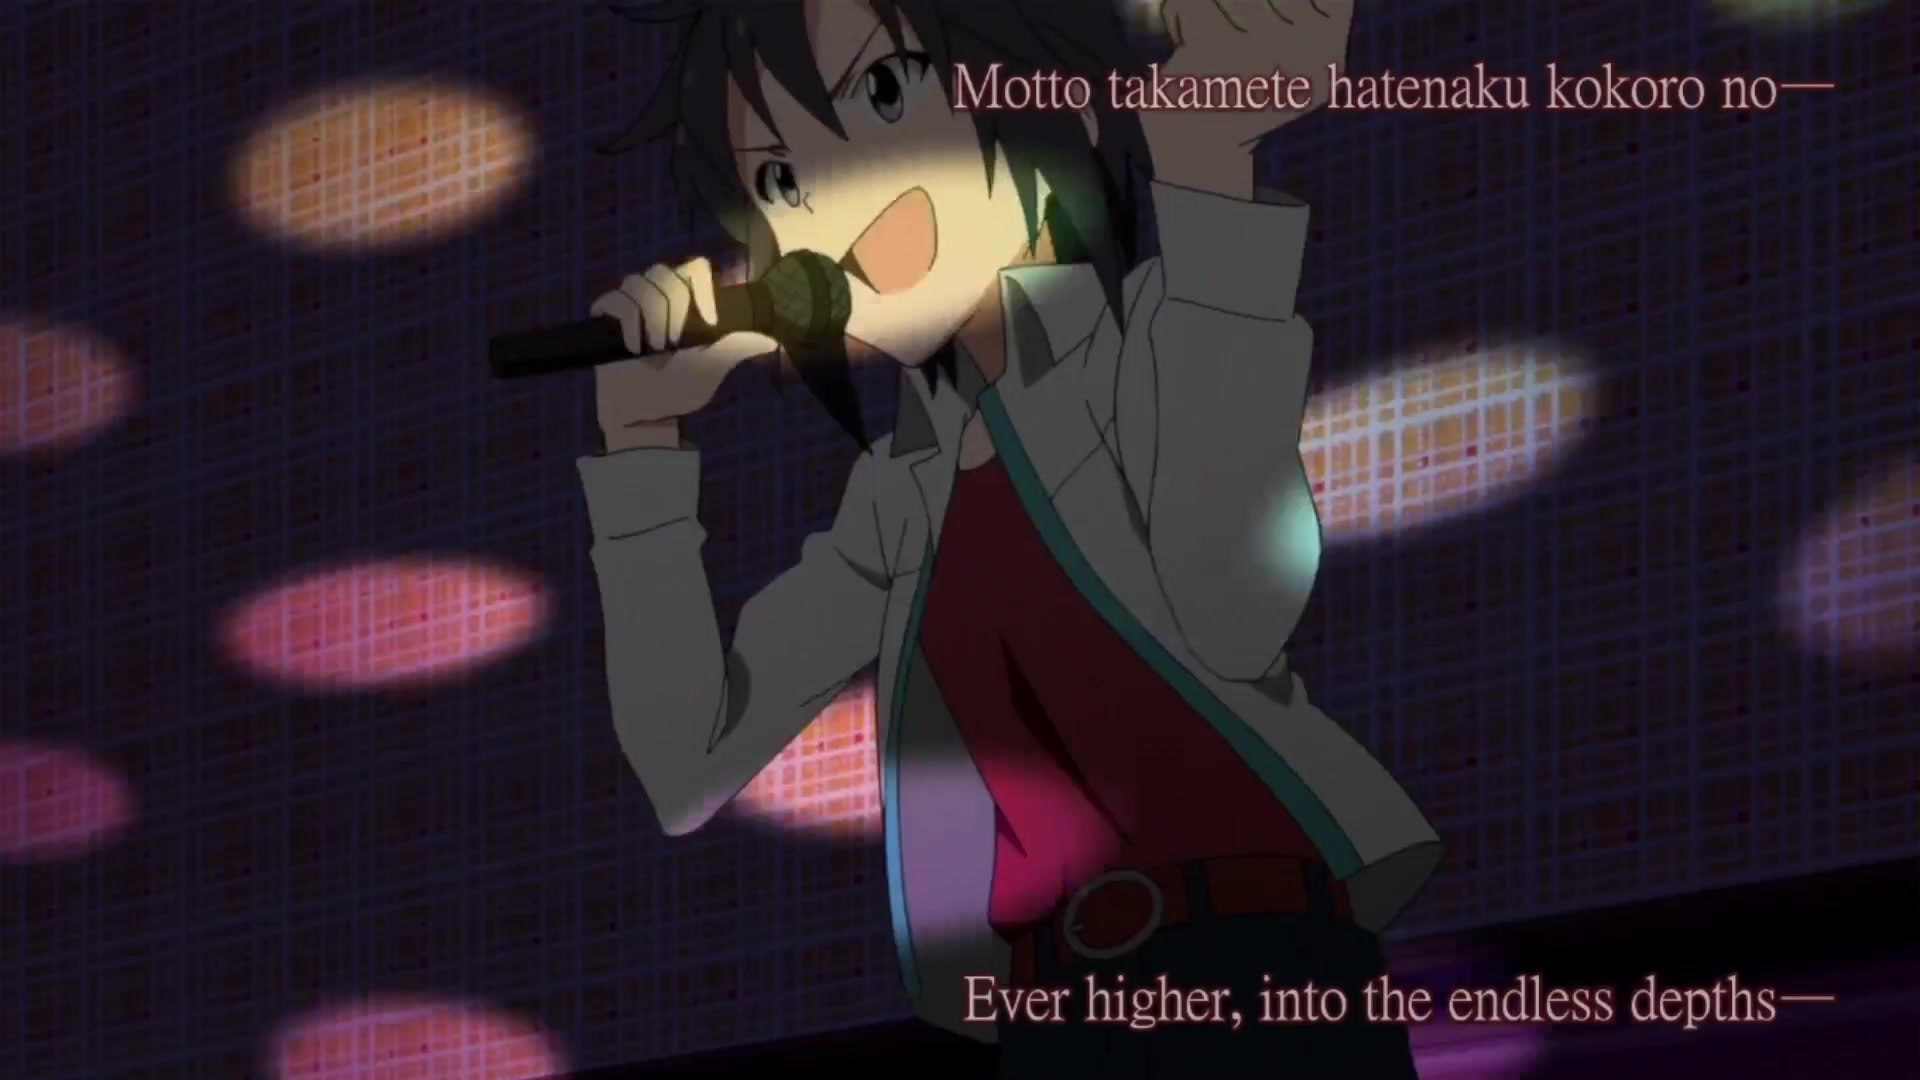 Motto takamete hatenaku kokoro no—
Ever higher, into the endless depths—